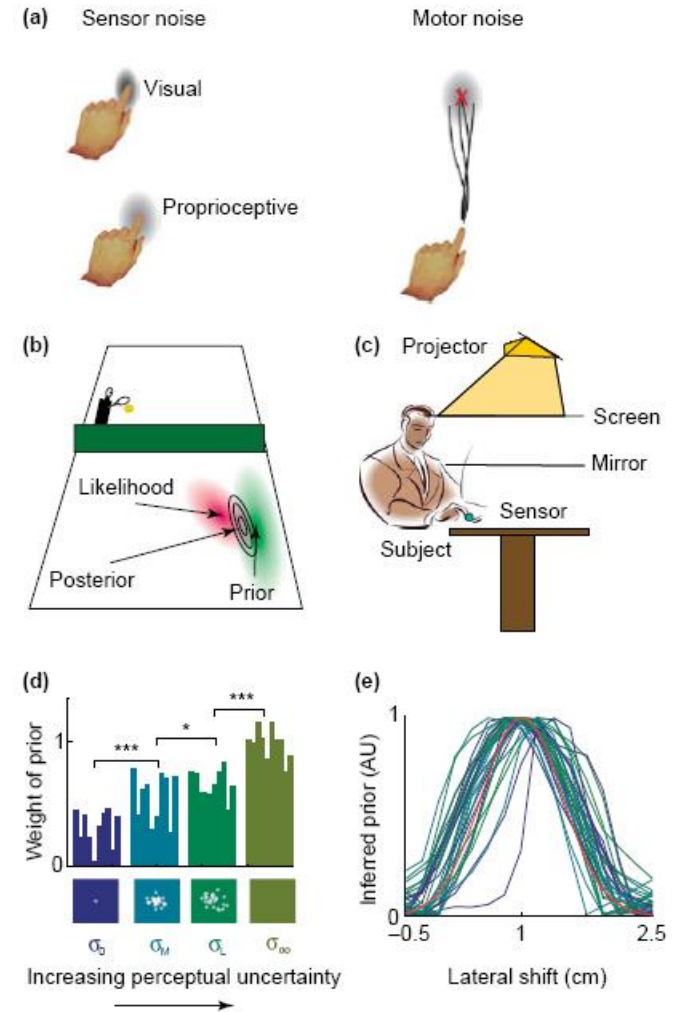 (a) Sensor noise Motor noise
Visual
X
Proprioceptive
(b)
Likelihood
Posterior
Prior
(c)
Projector
Screen
Mirror
Sensor
Subject
(d)
***
*
***
Weight of prior
1
0
σ0 σM σL σ∞
Increasing perceptual uncertainty
(e)
Inferred prior (AU)
1
0
−0.5 1 2.5
Lateral shift (cm)